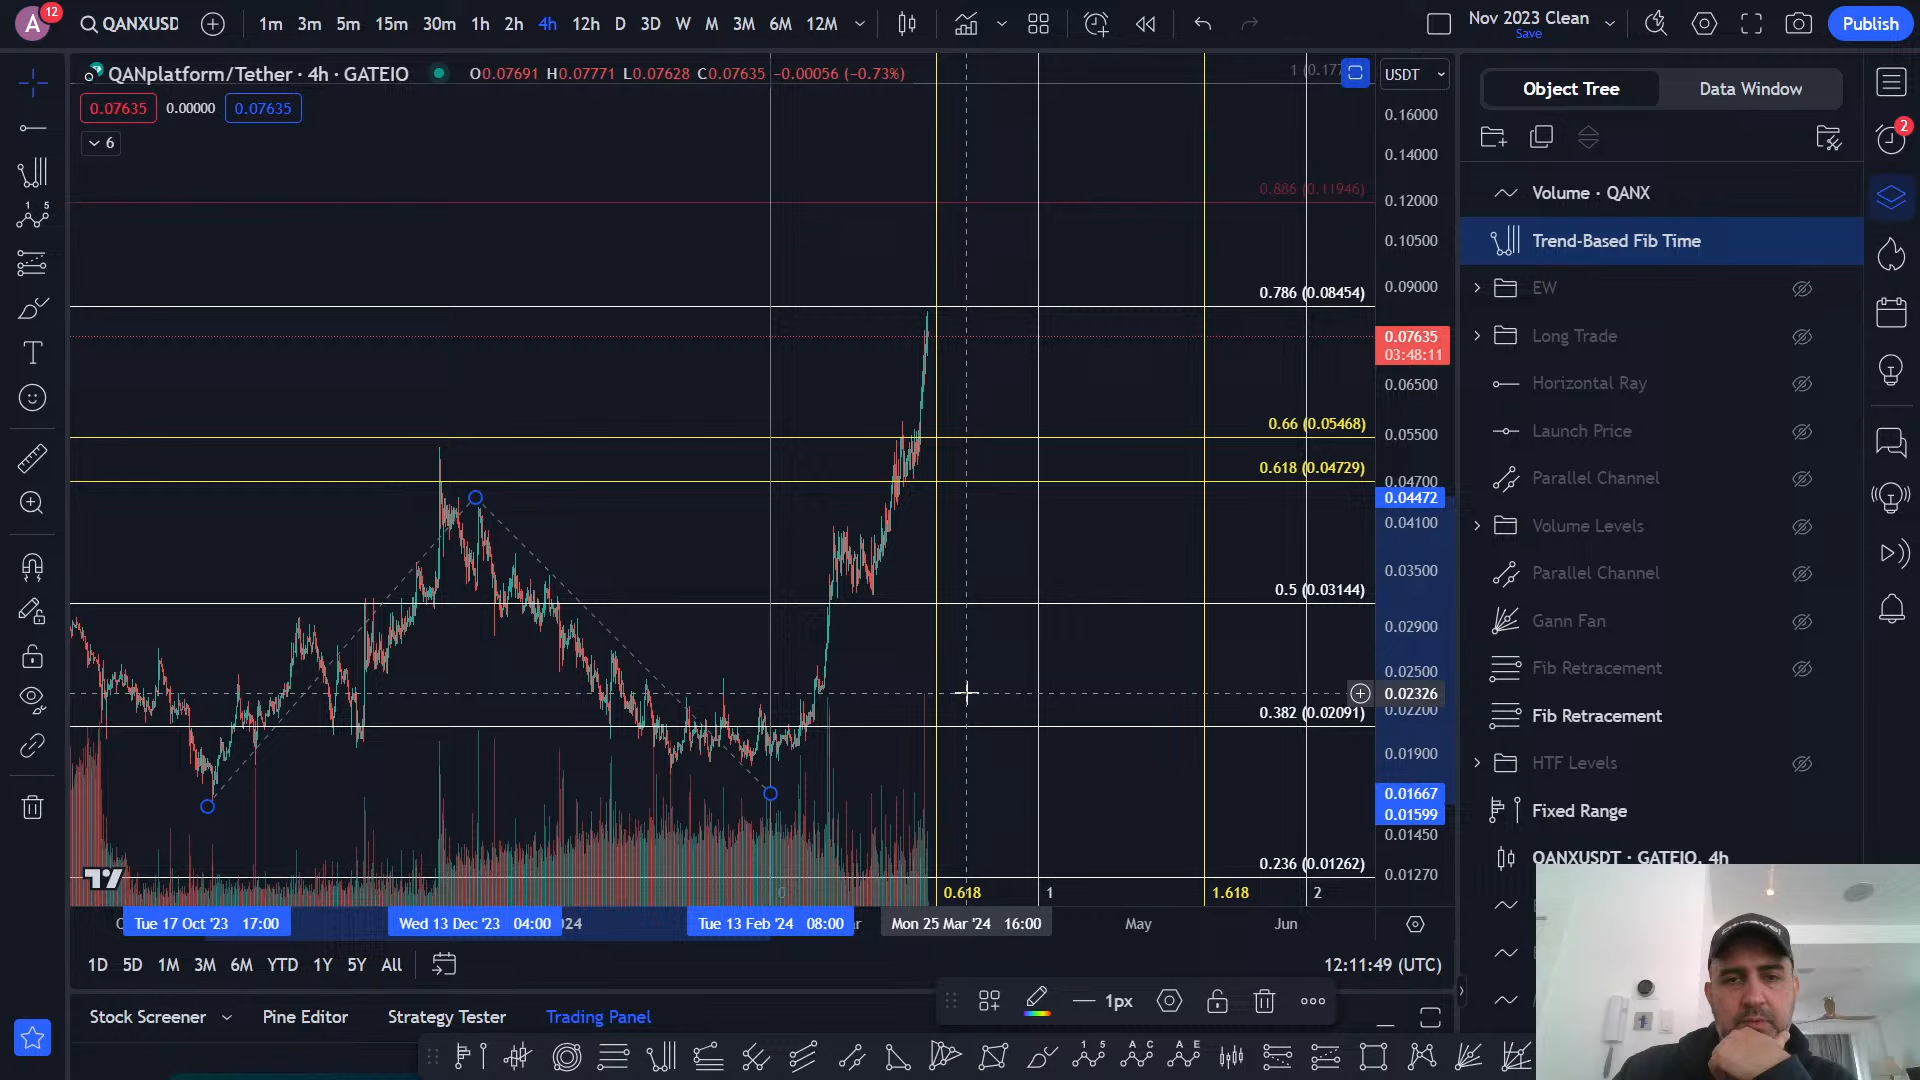 A
12
QANXUSD
1m 3m 5m 15m 30m 1h 2h 4h 12h D 3D W M 3M 6M 12M
Nov 2023 Clean
Save
Publish
QANplatform/Tether · 4h · GATEIO
O0.07691 H0.07771 L0.07628 C0.07635 −0.00056 (−0.73%)
0.07635 0.00000 0.07635
6
USDT
0.16000
0.14000
0.886 (0.11946)
0.12000
0.10500
0.786 (0.08454)
0.09000
0.07635
03:48:11
0.06500
0.66 (0.05468)
0.05500
0.618 (0.04729)
0.04700
0.04472
0.04100
0.03500
0.5 (0.03144)
0.02900
0.02500
0.02326
0.02200
0.382 (0.02091)
0.01900
0.01667
0.01599
0.01450
0.236 (0.01262)
0.01270
0 0.618 1 1.618 2
Tue 17 Oct '23 17:00
Wed 13 Dec '23 04:00
Tue 13 Feb '24 08:00
Mon 25 Mar '24 16:00
May
Jun
1D 5D 1M 3M 6M YTD 1Y 5Y All
12:11:49 (UTC)
1px
Stock Screener
Pine Editor
Strategy Tester
Trading Panel
Object Tree
Data Window
2
Volume · QANX
Trend-Based Fib Time
EW
Long Trade
Horizontal Ray
Launch Price
Parallel Channel
Volume Levels
Parallel Channel
Gann Fan
Fib Retracement
Fib Retracement
HTF Levels
Fixed Range
QANXUSDT · GATEIO, 4h